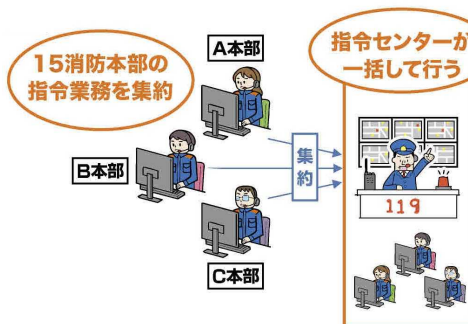 15消防本部の
指令業務を集約
A本部
B本部
C本部
集約
指令センターが
一括して行う
119